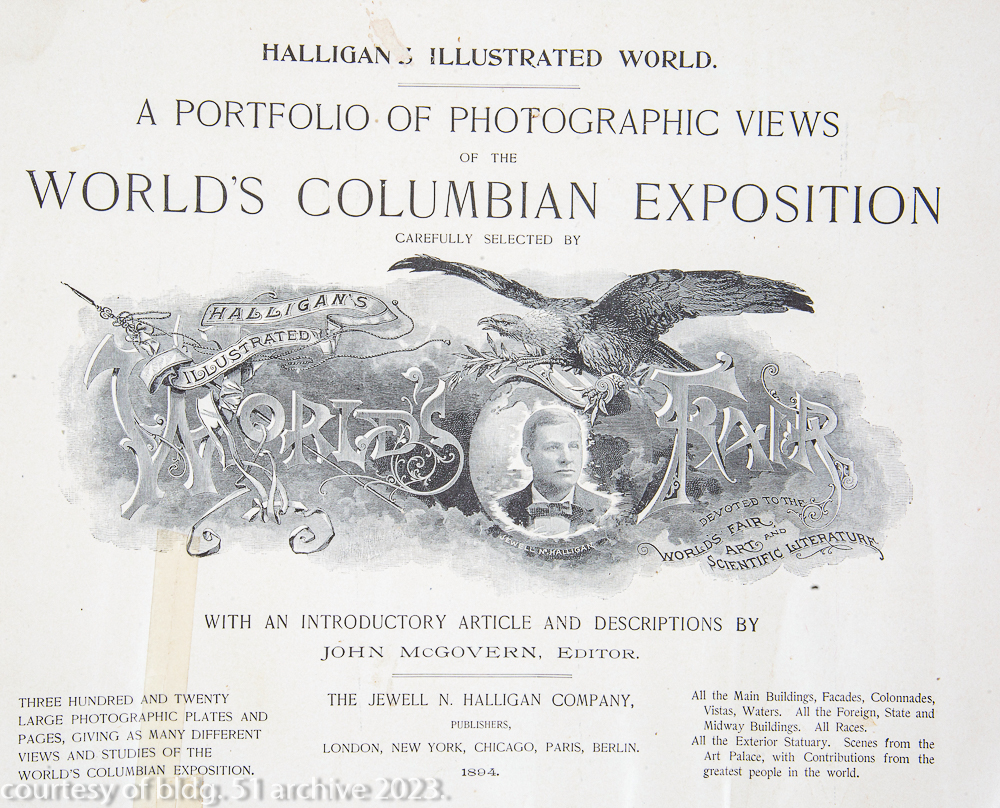 HALLIGAN'S ILLUSTRATED WORLD.
A PORTFOLIO OF PHOTOGRAPHIC VIEWS
OF THE
WORLD'S COLUMBIAN EXPOSITION
CAREFULLY SELECTED BY
HALLIGAN'S
ILLUSTRATED
WORLD'S FAIR
JEWELL N. HALLIGAN
DEVOTED TO THE
WORLD'S FAIR,
ART, AND
SCIENTIFIC LITERATURE.
WITH AN INTRODUCTORY ARTICLE AND DESCRIPTIONS BY
JOHN McGOVERN, EDITOR.
THREE HUNDRED AND TWENTY
LARGE PHOTOGRAPHIC PLATES AND
PAGES, GIVING AS MANY DIFFERENT
VIEWS AND STUDIES OF THE
WORLD'S COLUMBIAN EXPOSITION.
THE JEWELL N. HALLIGAN COMPANY,
PUBLISHERS,
LONDON, NEW YORK, CHICAGO, PARIS, BERLIN.
1894.
All the Main Buildings, Facades, Colonnades,
Vistas, Waters. All the Foreign, State and
Midway Buildings. All Races.
All the Exterior Statuary. Scenes from the
Art Palace, with Contributions from the
greatest people in the world.
courtesy of bldg. 51 archive 2023.